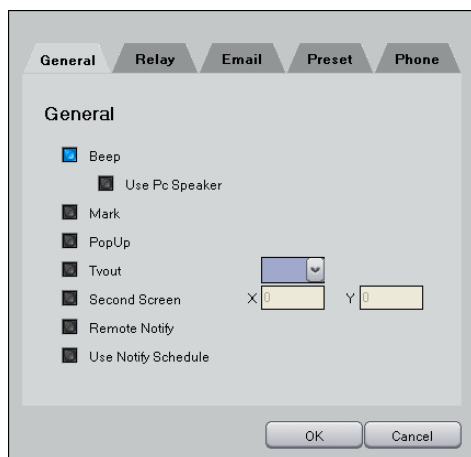 General Relay Email Preset Phone
General
Beep
Use Pc Speaker
Mark
PopUp
Tvout
Second Screen X 0 Y 0
Remote Notify
Use Notify Schedule
OK Cancel